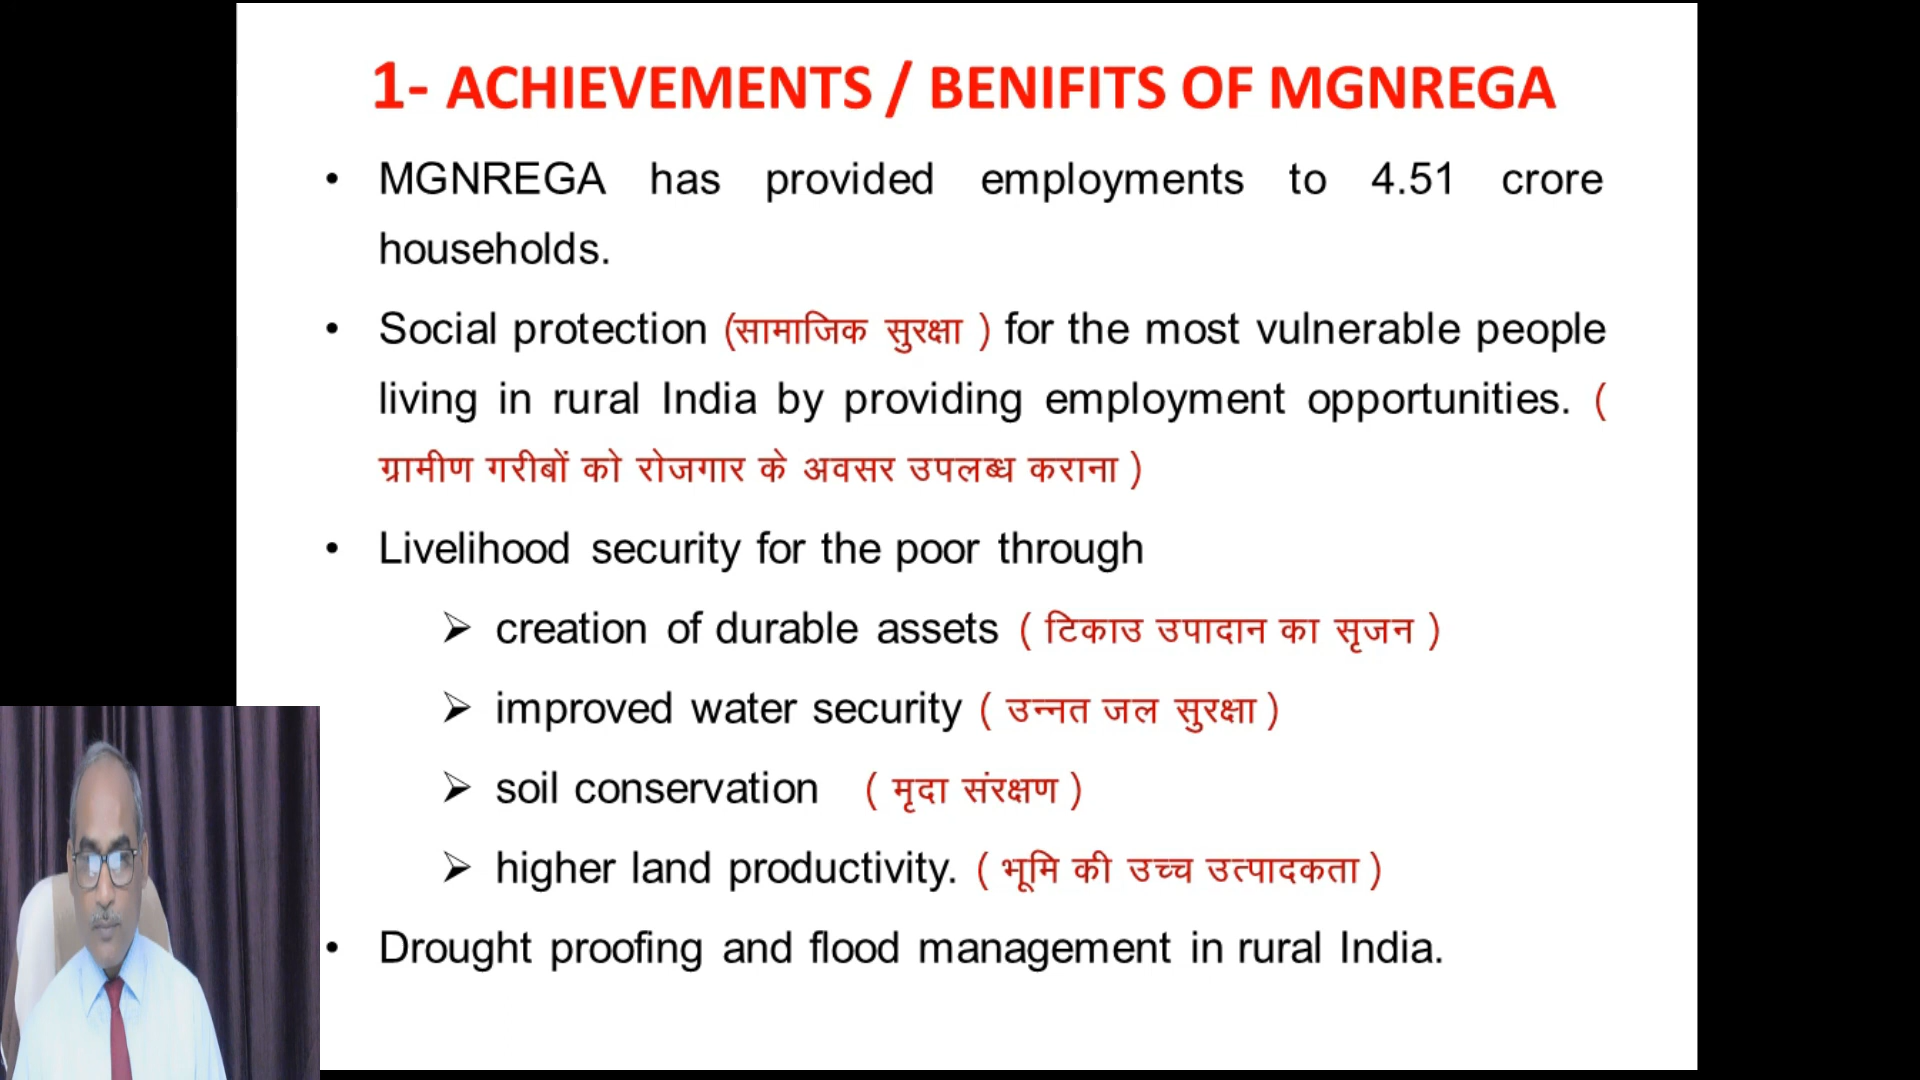 1- ACHIEVEMENTS / BENIFITS OF MGNREGA
• MGNREGA has provided employments to 4.51 crore
households.
• Social protection (सामाजिक सुरक्षा ) for the most vulnerable people
living in rural India by providing employment opportunities. (
ग्रामीण गरीबों को रोजगार के अवसर उपलब्ध कराना )
• Livelihood security for the poor through
➢ creation of durable assets ( टिकाउ उपादान का सृजन )
➢ improved water security ( उन्नत जल सुरक्षा )
➢ soil conservation ( मृदा संरक्षण )
➢ higher land productivity. ( भूमि की उच्च उत्पादकता )
• Drought proofing and flood management in rural India.